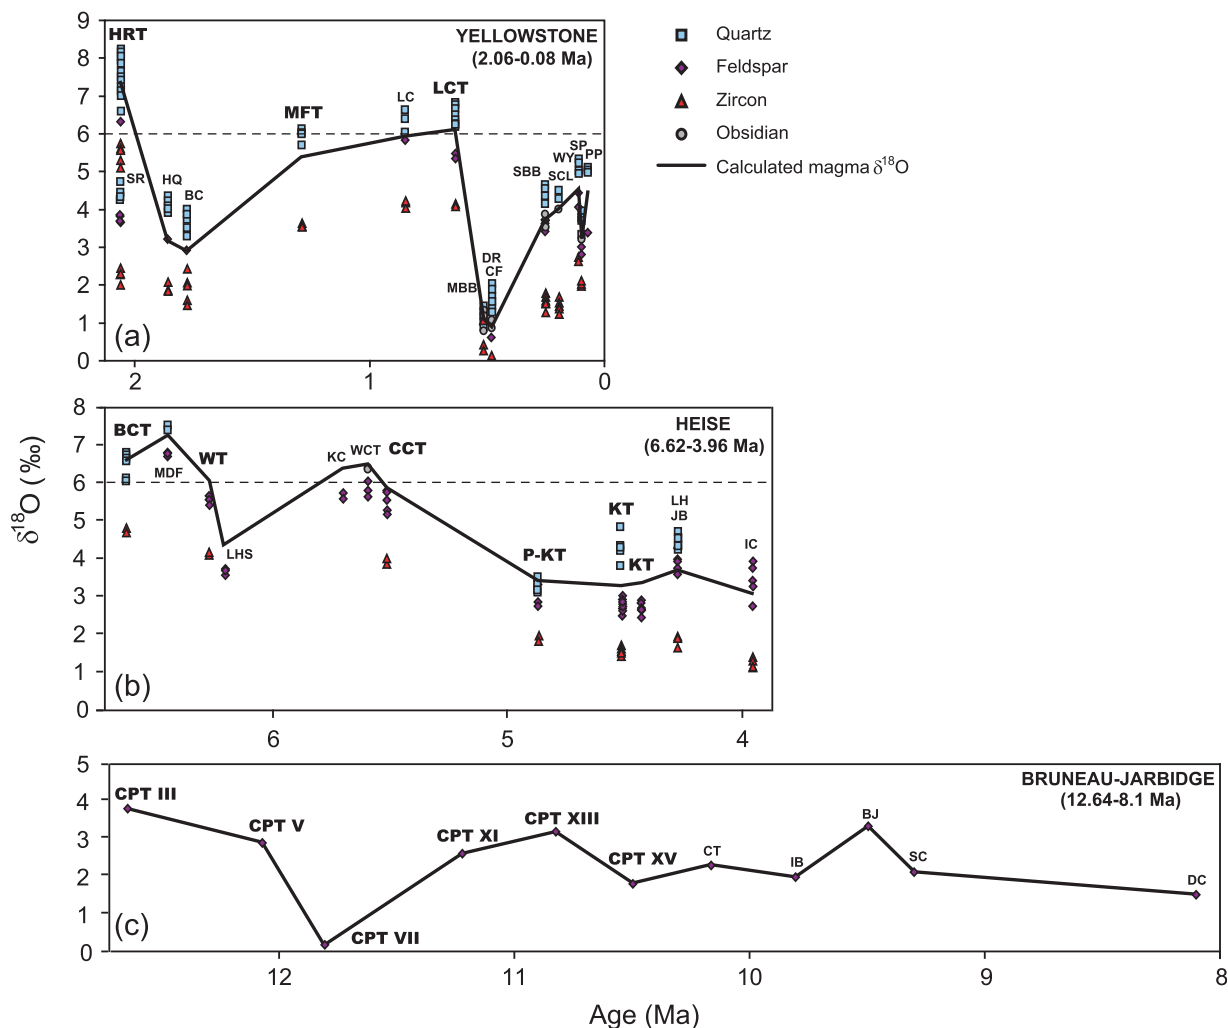 9
8
7
6
5
4
3
2
1
0
HRT
YELLOWSTONE
(2.06-0.08 Ma)
MFT
LC
LCT
SR
HQ
BC
SBB
WY
SCL
SP
PP
MBB
DR
CF
(a)
2
1
0
Quartz
Feldspar
Zircon
Obsidian
Calculated magma δ18O
δ18O (‰)
8
7
6
5
4
3
2
1
0
BCT
HEISE
(6.62-3.96 Ma)
MDF
WT
LHS
KC
WCT
CCT
P-KT
KT
KT
LH
JB
IC
(b)
6
5
4
5
4
3
2
1
0
BRUNEAU-JARBIDGE
(12.64-8.1 Ma)
CPT III
CPT V
CPT VII
CPT XI
CPT XIII
CPT XV
CT
IB
BJ
SC
DC
(c)
12
11
10
9
8
Age (Ma)